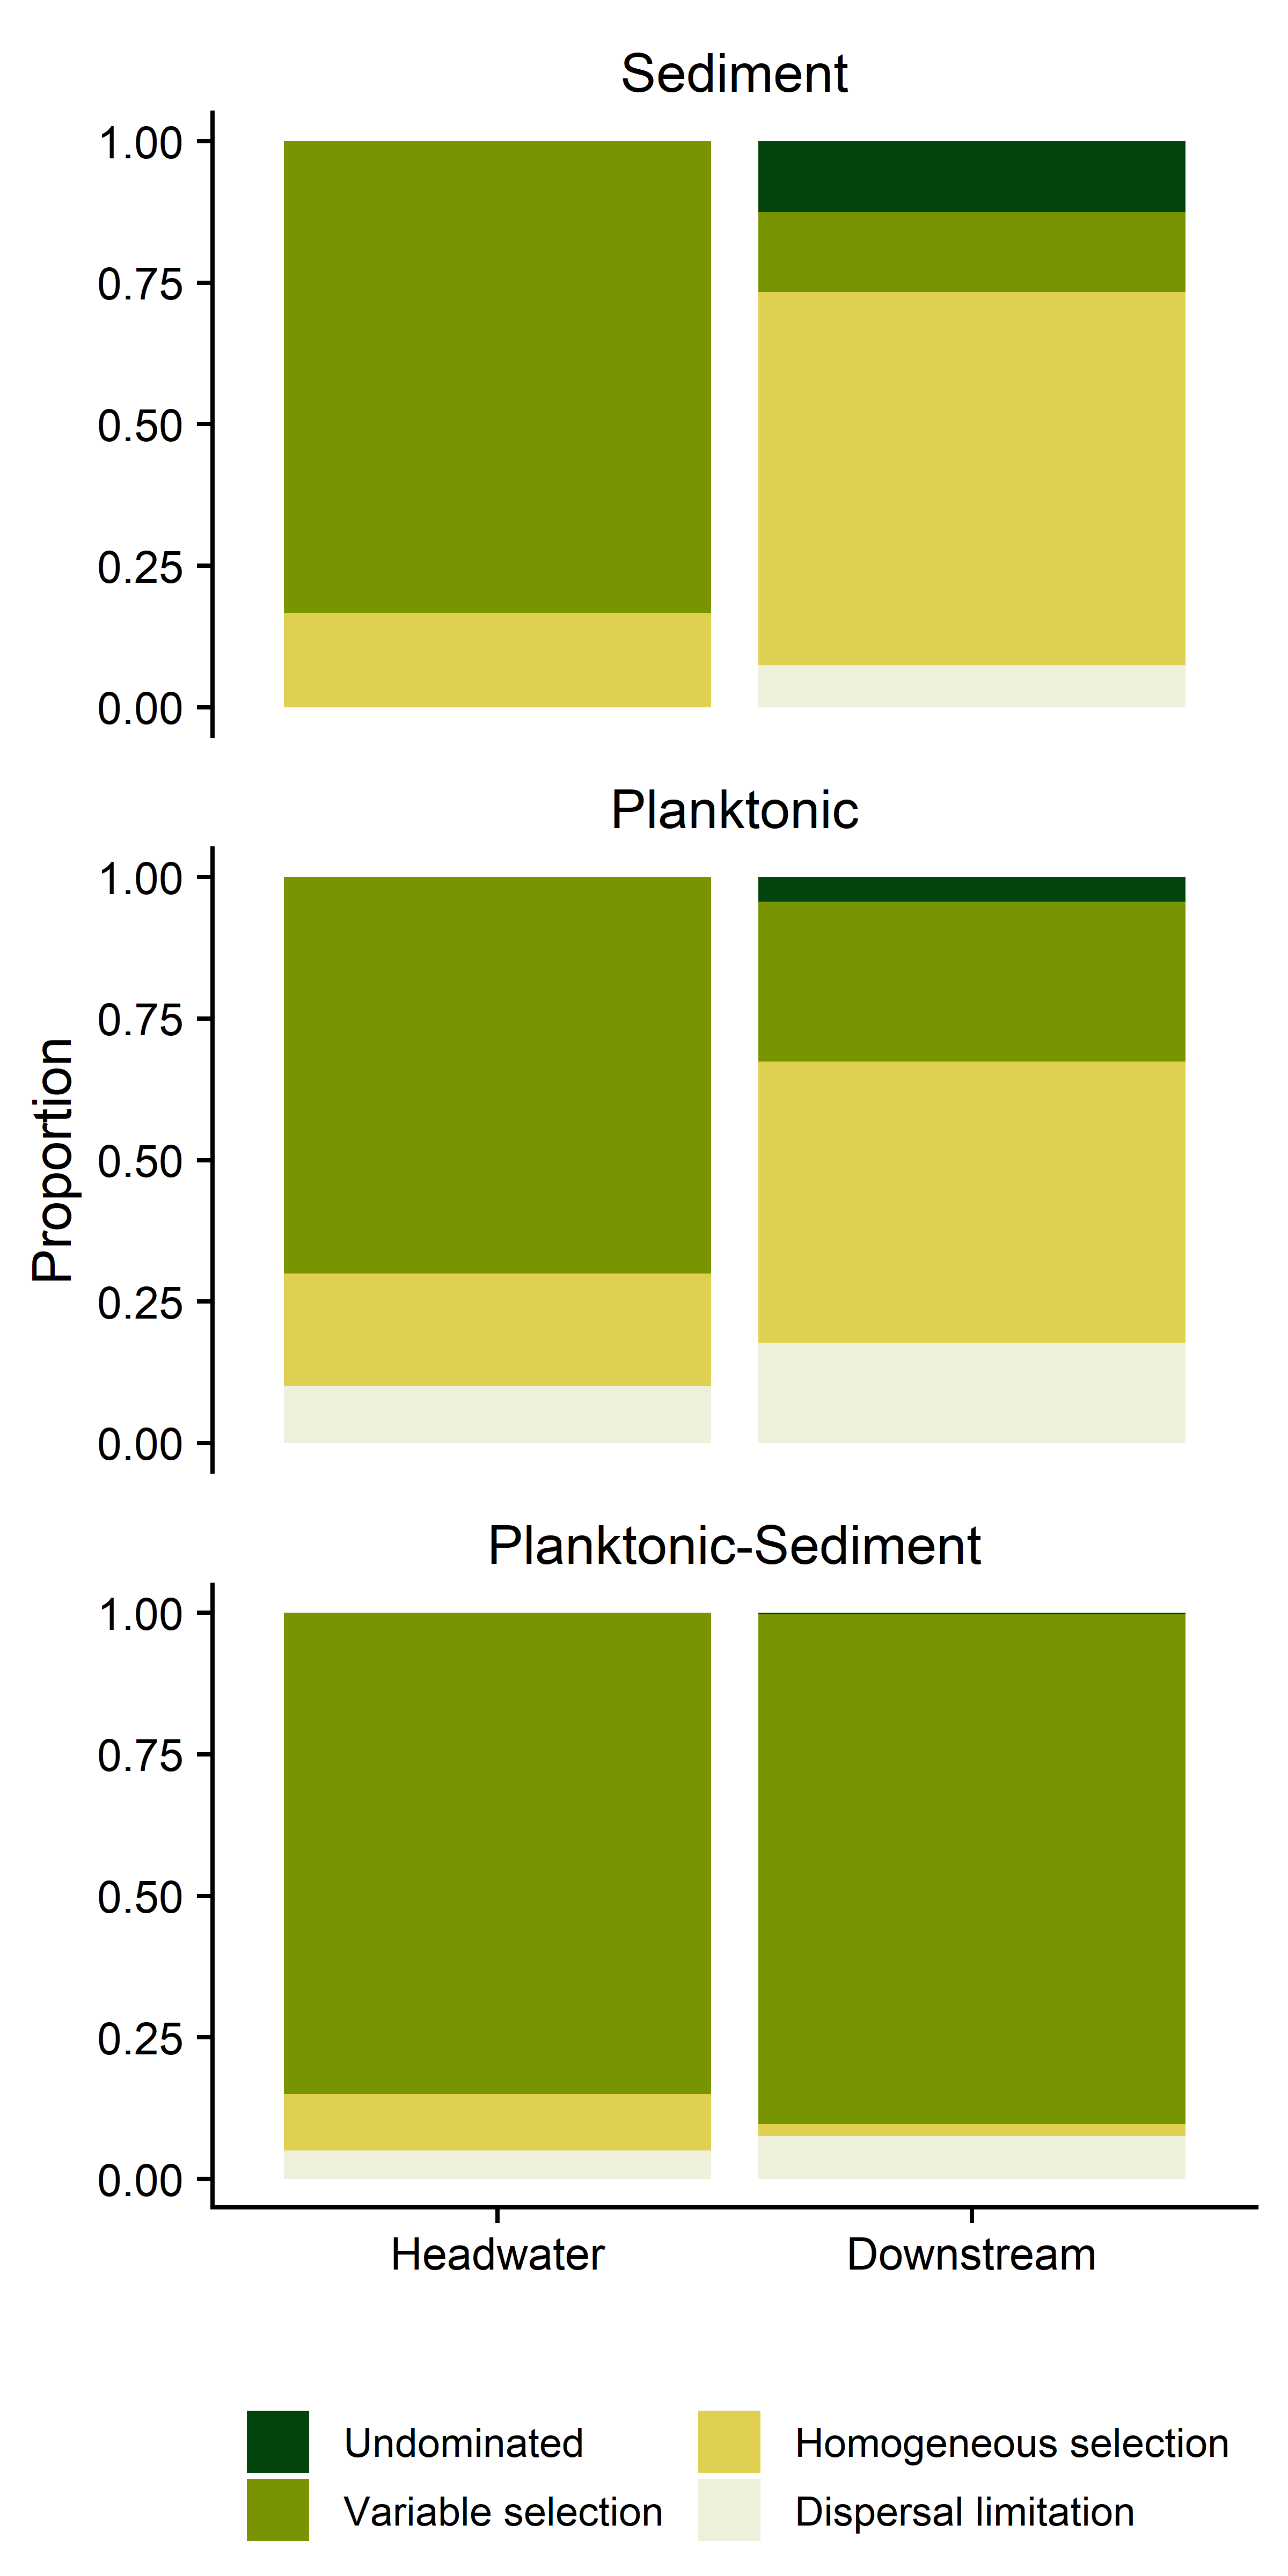 Sediment
1.00
0.75
0.50
0.25
0.00
Planktonic
1.00
0.75
0.50
0.25
0.00
Proportion
Planktonic-Sediment
1.00
0.75
0.50
0.25
0.00
Headwater Downstream
Undominated Homogeneous selection
Variable selection Dispersal limitation